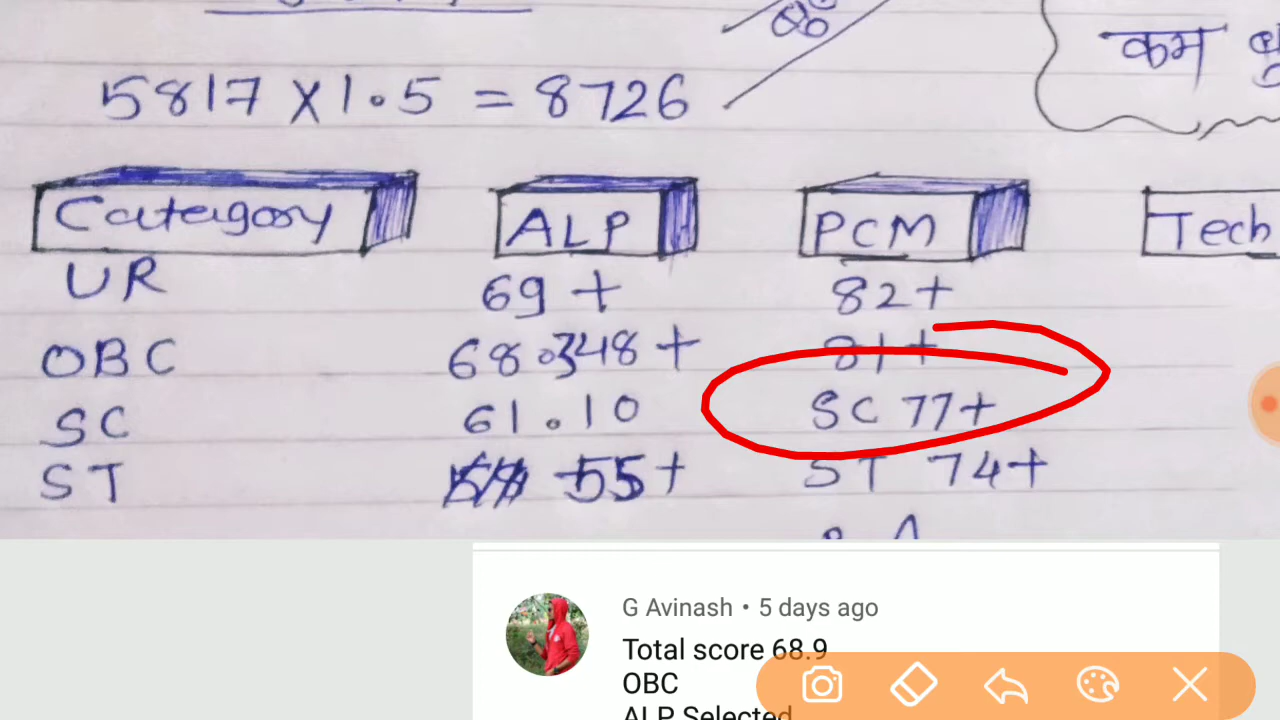 5817 X 1.5 = 8726
कम
Category ALP PCM Tech
UR 69 + 82+
OBC 68.348 + 81+
SC 61.10 SC 77+
ST 55+ ST 74+
G Avinash • 5 days ago
Total score 68.9
OBC
ALP Selected